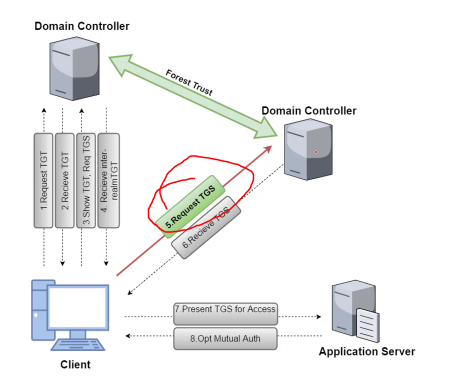 Domain Controller
Forest Trust
Domain Controller
1 Request TGT
2 Recieve TGT
3 Show TGT, Req TGS
4. Recieve inter-
realmTGT
5.Request TGS
6.Recieve TGS
7 Present TGS for Access
8.Opt Mutual Auth
Client
Application Server